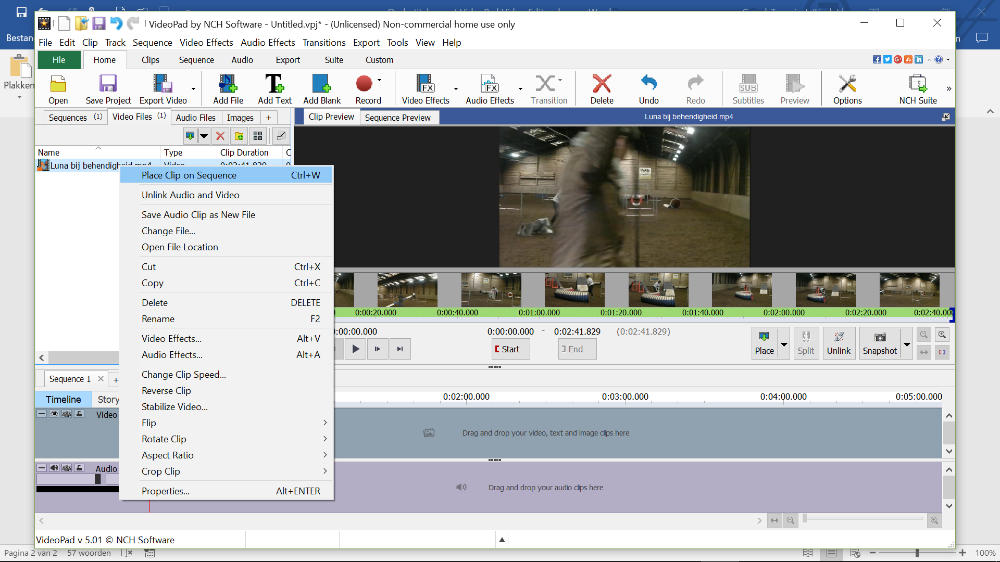 VideoPad by NCH Software - Untitled.vpj* - (Unlicensed) Non-commercial home use only
Bestan
File Edit Clip Track Sequence Video Effects Audio Effects Transitions Export Tools View Help
File Home Clips Sequence Audio Export Suite Custom
Plakken
Open Save Project Export Video Add File Add Text Add Blank Record Video Effects Audio Effects Transition Delete Undo Redo Subtitles Preview Options NCH Suite
Sequences (1) Video Files (1) Audio Files Images +
Clip Preview Sequence Preview Luna bij behendigheid.mp4
Name Type Clip Duration C
Luna bij behendigheid.mp4 Video 0:02:41.829 0
Place Clip on Sequence Ctrl+W
Unlink Audio and Video
Save Audio Clip as New File
Change File...
Open File Location
Cut Ctrl+X
Copy Ctrl+C
Delete DELETE
Rename F2
Video Effects... Alt+V
Audio Effects... Alt+A
Change Clip Speed...
Reverse Clip
Stabilize Video...
Flip
Rotate Clip
Aspect Ratio
Crop Clip
Properties... Alt+ENTER
0:00:20.000 0:00:40.000 0:01:00.000 0:01:20.000 0:01:40.000 0:02:00.000 0:02:20.000 0:02:40.000
0:00:00.000 0:00:00.000 - 0:02:41.829 (0:02:41.829)
Start End
Place Split Unlink Snapshot
Sequence 1 +
Timeline Story
0:02:00.000 0:03:00.000 0:04:00.000 0:05:00.000
Video
Drag and drop your video, text and image clips here
Audio
Drag and drop your audio clips here
VideoPad v 5.01 © NCH Software
Pagina 2 van 2 57 woorden 100%